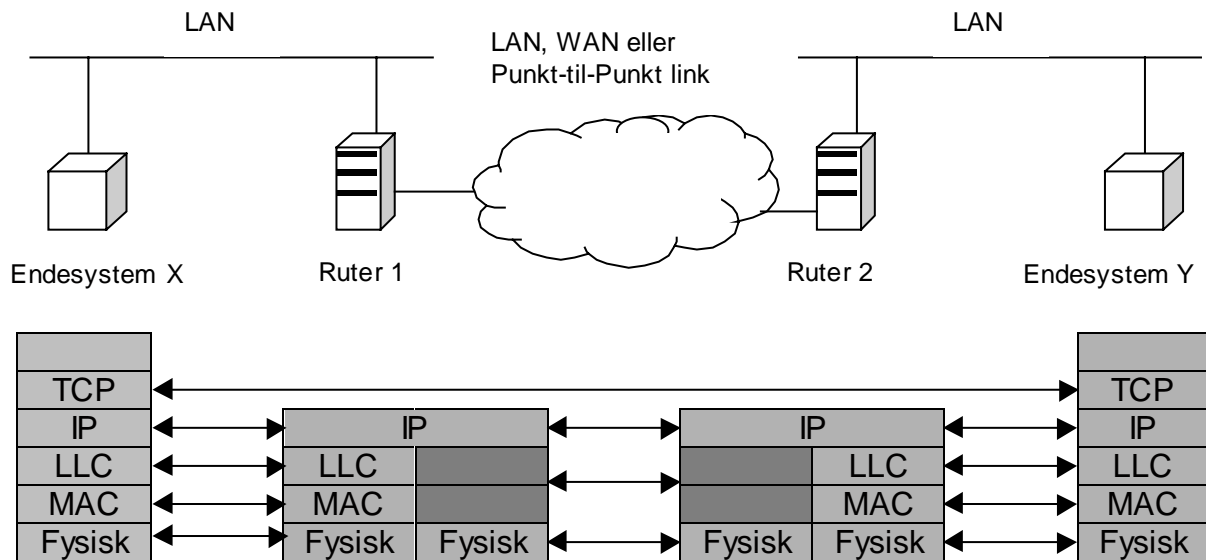 LAN
LAN
LAN, WAN eller
Punkt-til-Punkt link
Endesystem X
Ruter 1
Ruter 2
Endesystem Y
TCP
TCP
IP
IP
IP
IP
LLC
LLC
LLC
LLC
MAC
MAC
MAC
MAC
Fysisk
Fysisk
Fysisk
Fysisk
Fysisk
Fysisk